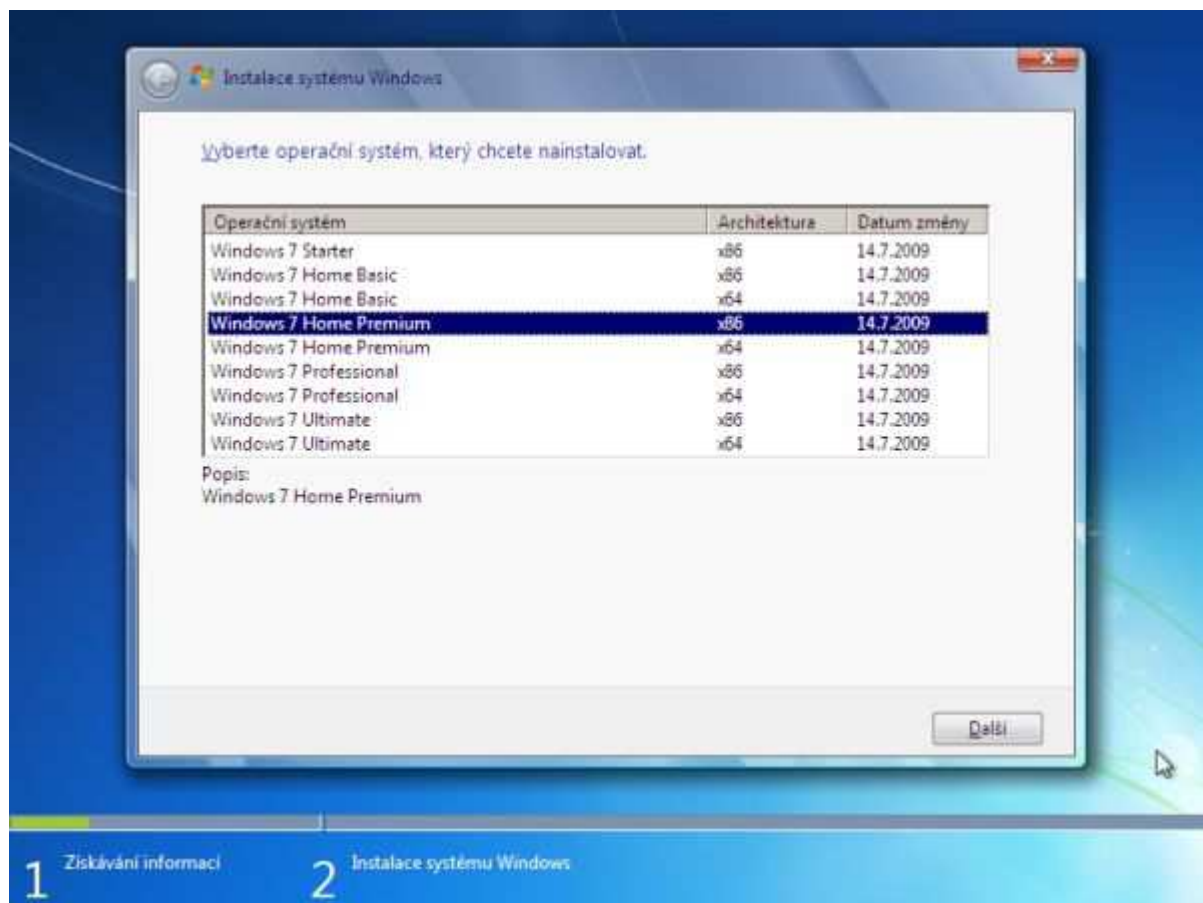 Instalace systému Windows
Vyberte operační systém, který chcete nainstalovat.
Operační systém Architektura Datum změny
Windows 7 Starter x86 14.7.2009
Windows 7 Home Basic x86 14.7.2009
Windows 7 Home Basic x64 14.7.2009
Windows 7 Home Premium x86 14.7.2009
Windows 7 Home Premium x64 14.7.2009
Windows 7 Professional x86 14.7.2009
Windows 7 Professional x64 14.7.2009
Windows 7 Ultimate x86 14.7.2009
Windows 7 Ultimate x64 14.7.2009
Popis:
Windows 7 Home Premium
Další
1 Získávání informací 2 Instalace systému Windows